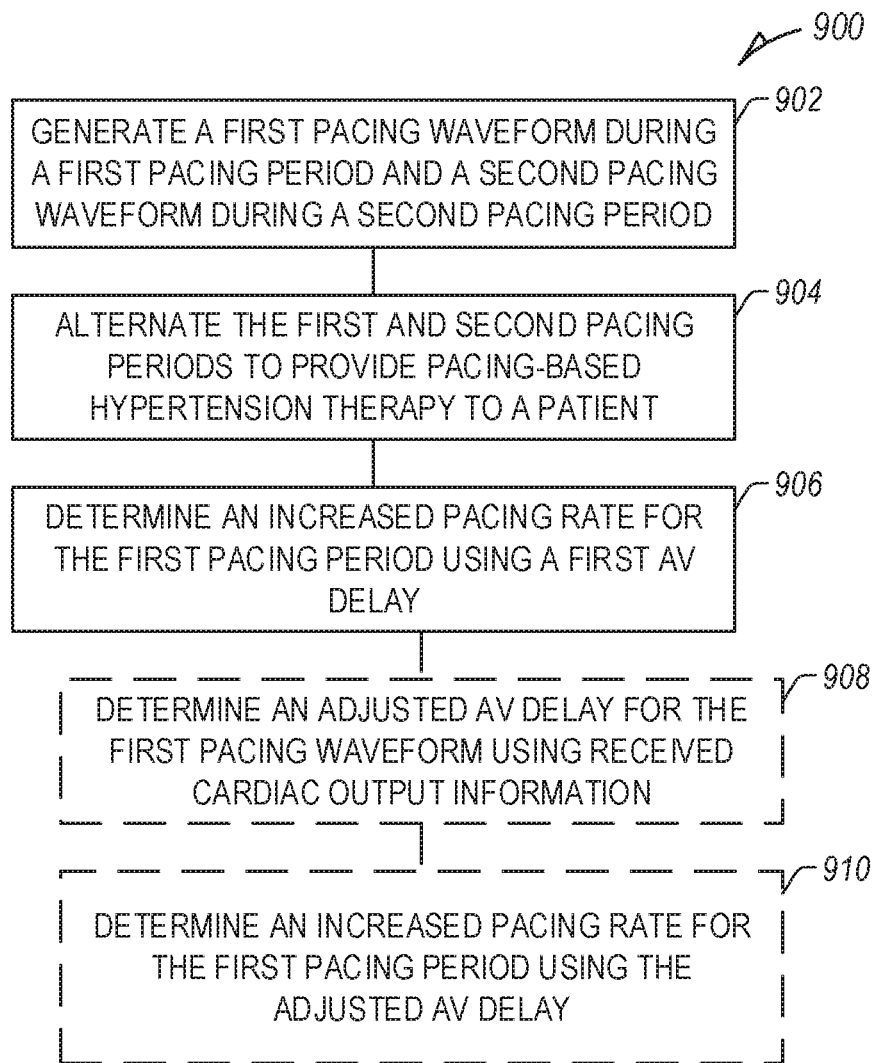 900
902
GENERATE A FIRST PACING WAVEFORM DURING
A FIRST PACING PERIOD AND A SECOND PACING
WAVEFORM DURING A SECOND PACING PERIOD
904
ALTERNATE THE FIRST AND SECOND PACING
PERIODS TO PROVIDE PACING-BASED
HYPERTENSION THERAPY TO A PATIENT
906
DETERMINE AN INCREASED PACING RATE FOR
THE FIRST PACING PERIOD USING A FIRST AV
DELAY
908
DETERMINE AN ADJUSTED AV DELAY FOR THE
FIRST PACING WAVEFORM USING RECEIVED
CARDIAC OUTPUT INFORMATION
910
DETERMINE AN INCREASED PACING RATE FOR
THE FIRST PACING PERIOD USING THE
ADJUSTED AV DELAY